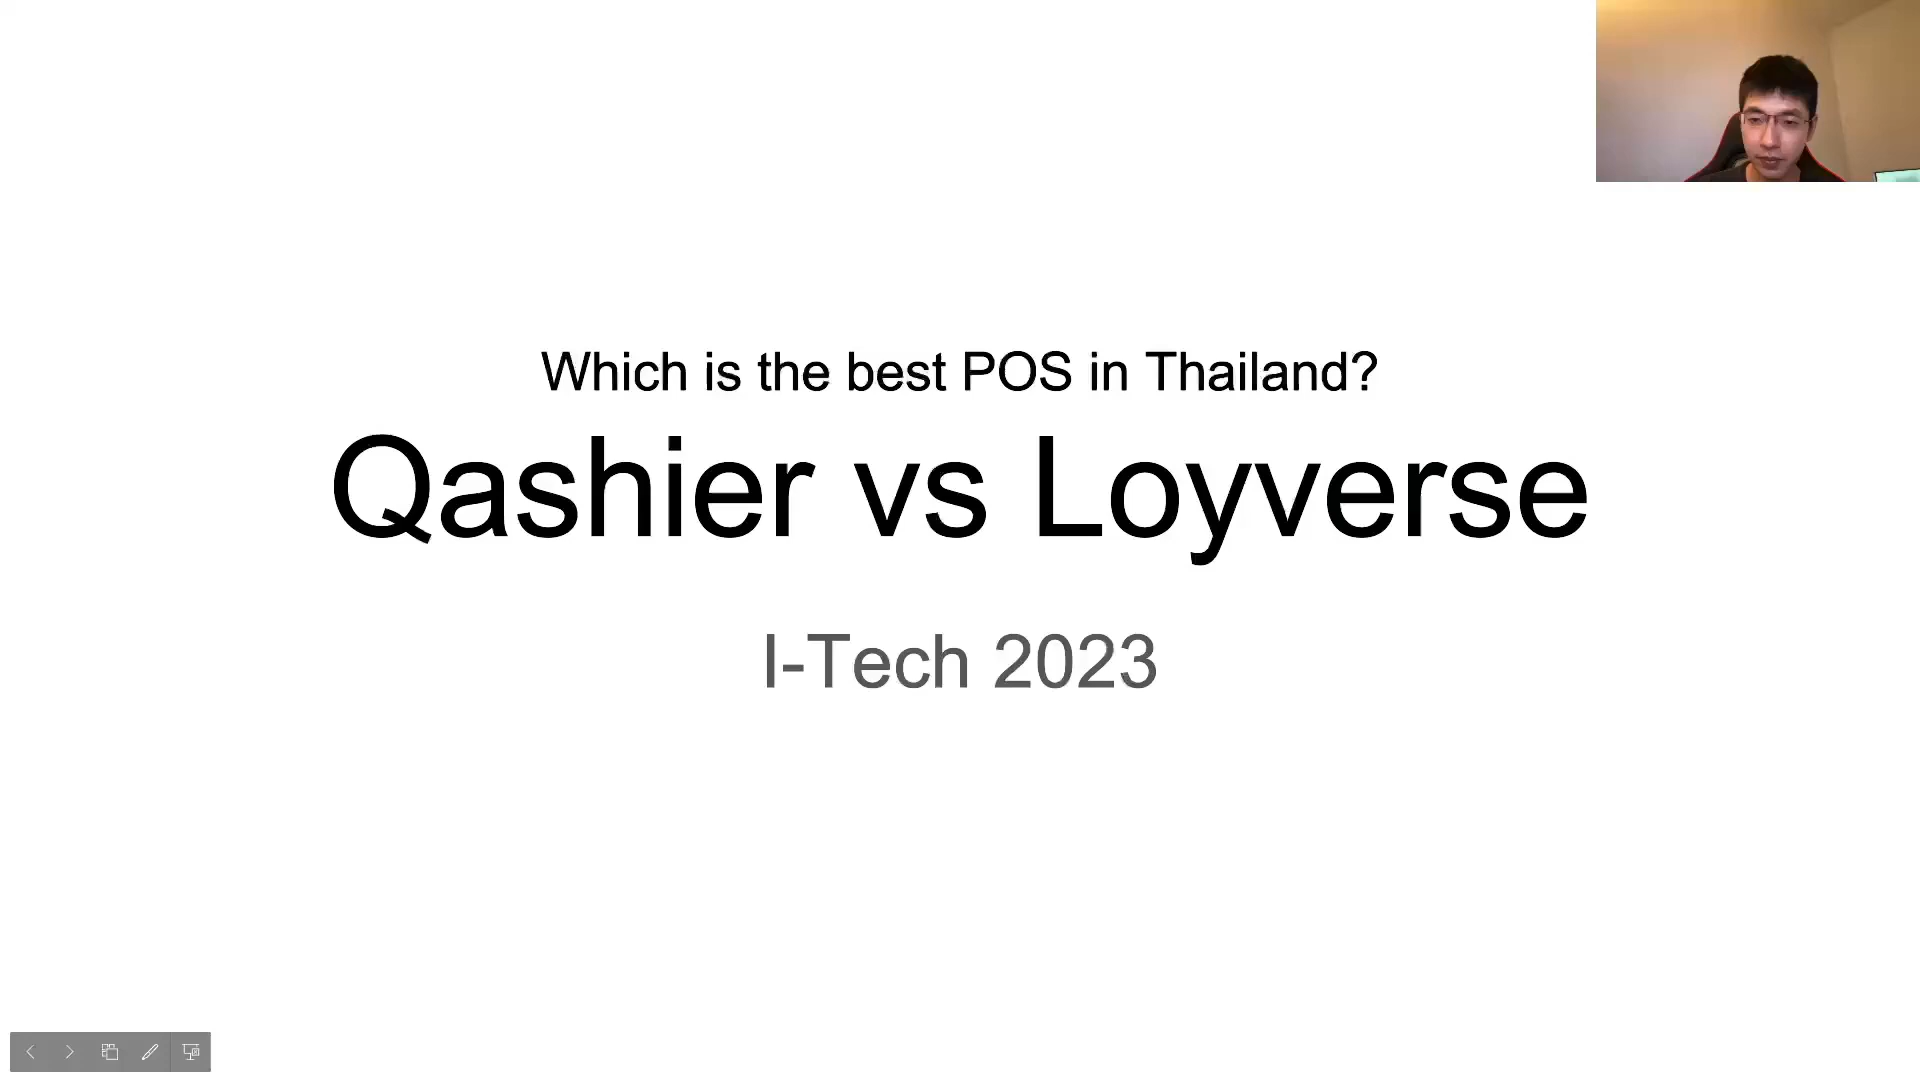 Which is the best POS in Thailand?
Qashier vs Loyverse
I-Tech 2023